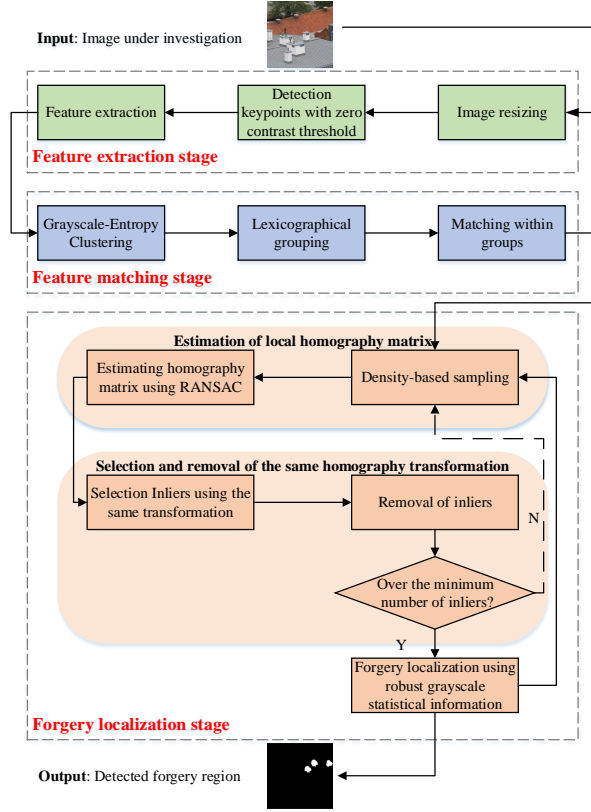 Input: Image under investigation
Feature extraction
Detection
keypoints with zero
contrast threshold
Image resizing
Feature extraction stage
Grayscale-Entropy
Clustering
Lexicographical
grouping
Matching within
groups
Feature matching stage
Estimation of local homography matrix
Estimating homography
matrix using RANSAC
Density-based sampling
Selection and removal of the same homography transformation
Selection Inliers using the
same transformation
Removal of inliers
N
Over the minimum
number of inliers?
Y
Forgery localization using
robust grayscale
statistical information
Forgery localization stage
Output: Detected forgery region